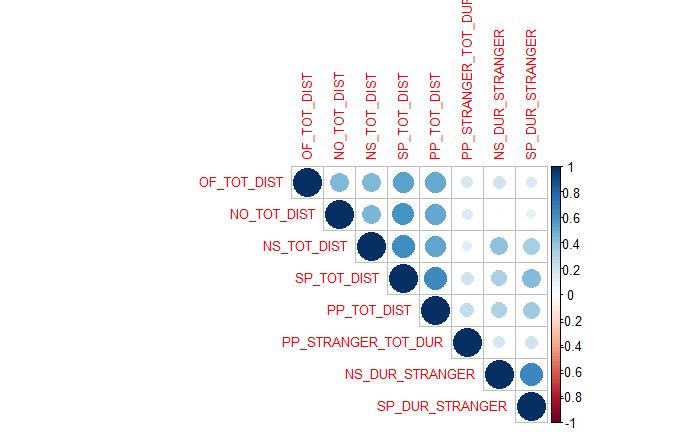 OF_TOT_DIST
NO_TOT_DIST
NS_TOT_DIST
SP_TOT_DIST
PP_TOT_DIST
PP_STRANGER_TOT_DUR
NS_DUR_STRANGER
SP_DUR_STRANGER
OF_TOT_DIST
NO_TOT_DIST
NS_TOT_DIST
SP_TOT_DIST
PP_TOT_DIST
PP_STRANGER_TOT_DUR
NS_DUR_STRANGER
SP_DUR_STRANGER
1
0.8
0.6
0.4
0.2
0
-0.2
-0.4
-0.6
-0.8
-1